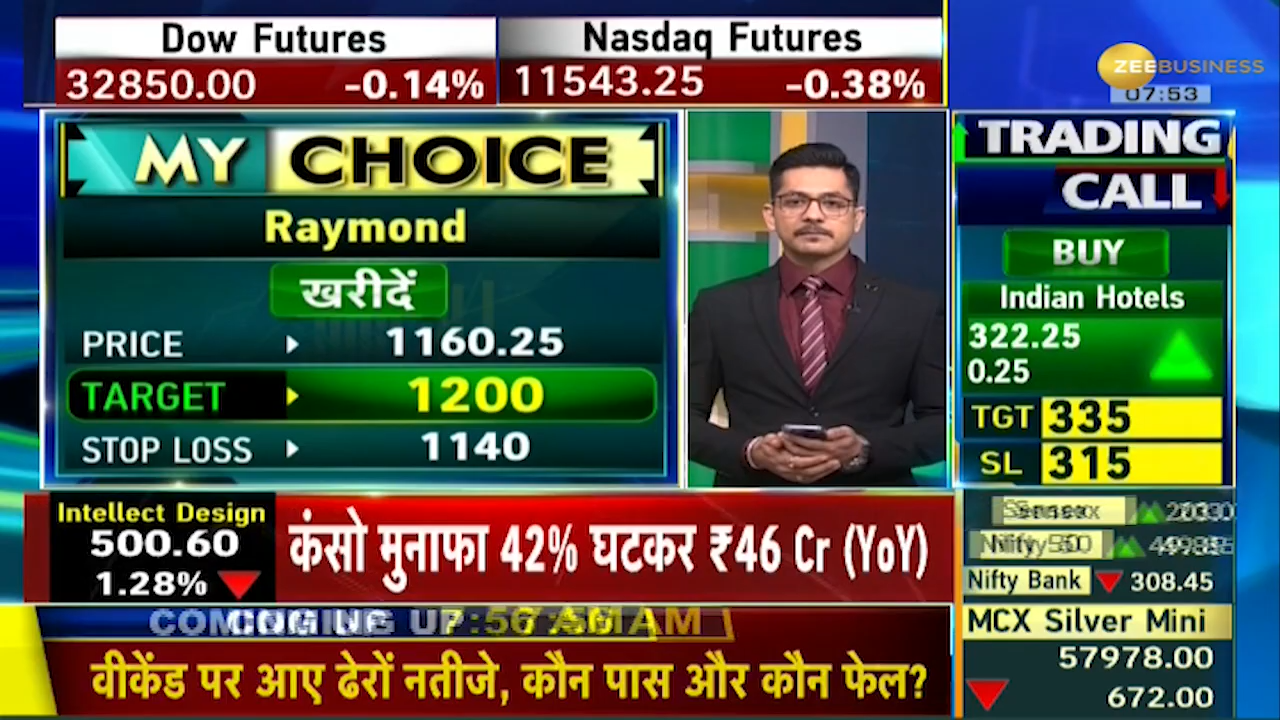 Dow Futures
32850.00 -0.14%
Nasdaq Futures
11543.25 -0.38%
ZEEBUSINESS
07:53
MY CHOICE
Raymond
खरीदें
PRICE 1160.25
TARGET 1200
STOP LOSS 1140
TRADING
CALL
BUY
Indian Hotels
322.25
0.25
TGT 335
SL 315
Intellect Design
500.60
1.28%
कंसो मुनाफा 42% घटकर ₹46 Cr (YoY)
वीकेंड पर आए ढेरों नतीजे, कौन पास और कौन फेल?
Nifty Bank 308.45
MCX Silver Mini
57978.00
672.00